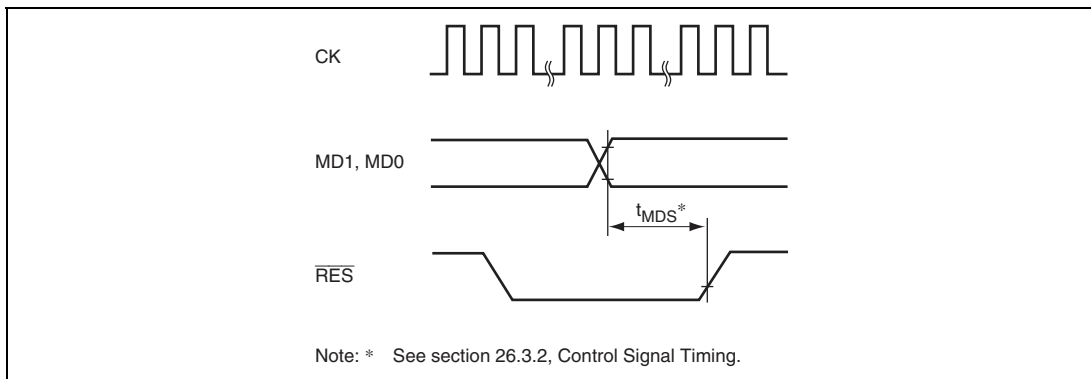 CK
MD1, MD0
tMDS*
RES
Note: * See section 26.3.2, Control Signal Timing.